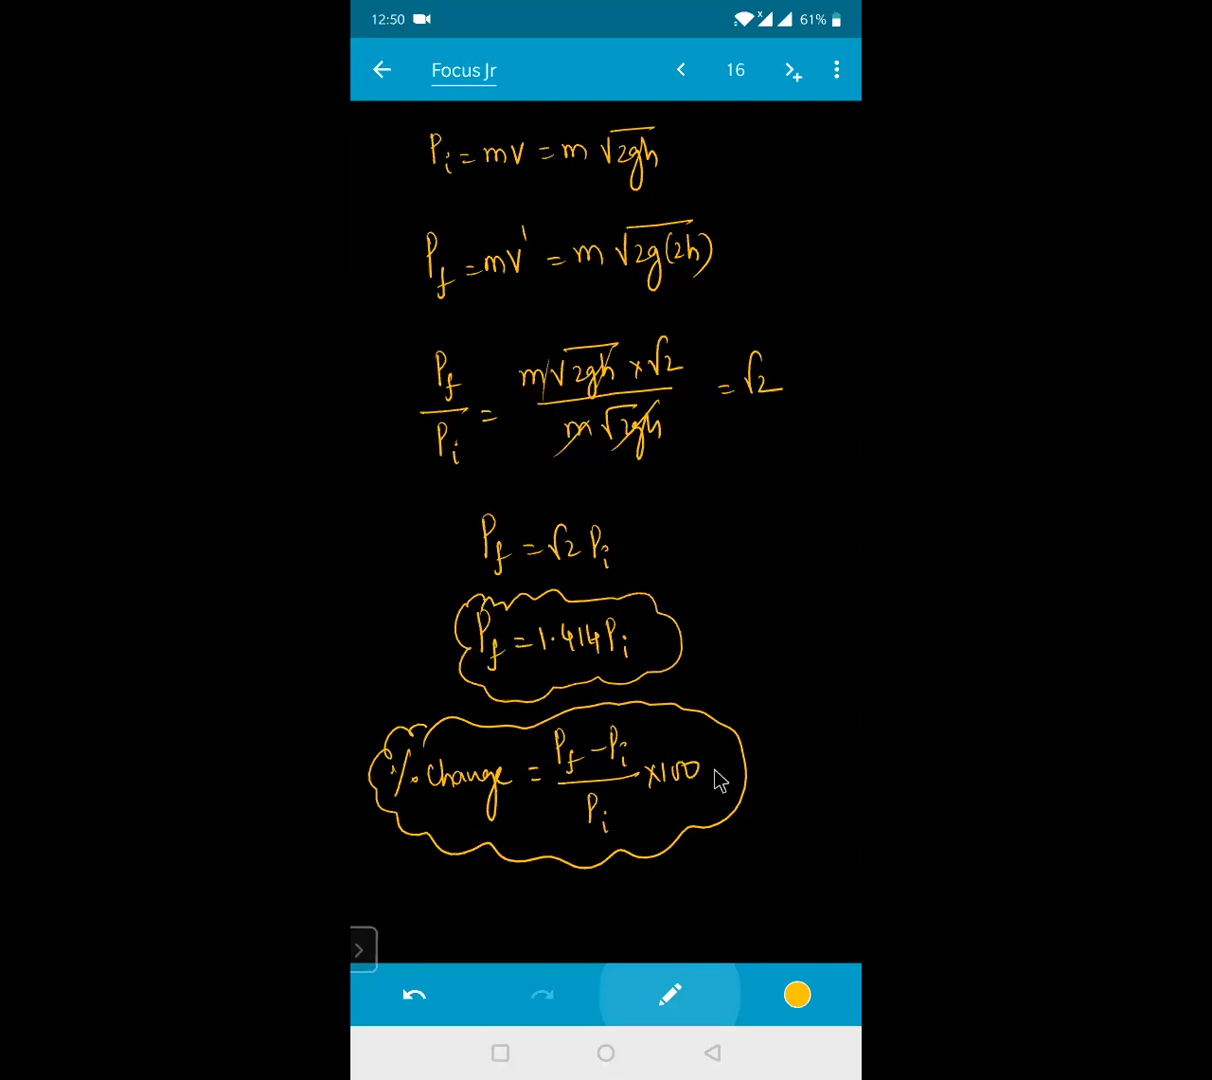 12:50 61%
Focus Jr 16
Pi = mv = m √2gh
Pf = mv' = m √2g(2h)
Pf/Pi = m√2gh × √2 / m√2gh = √2
Pf = √2 Pi
Pf = 1.414 Pi
% change = Pf - Pi / Pi × 100